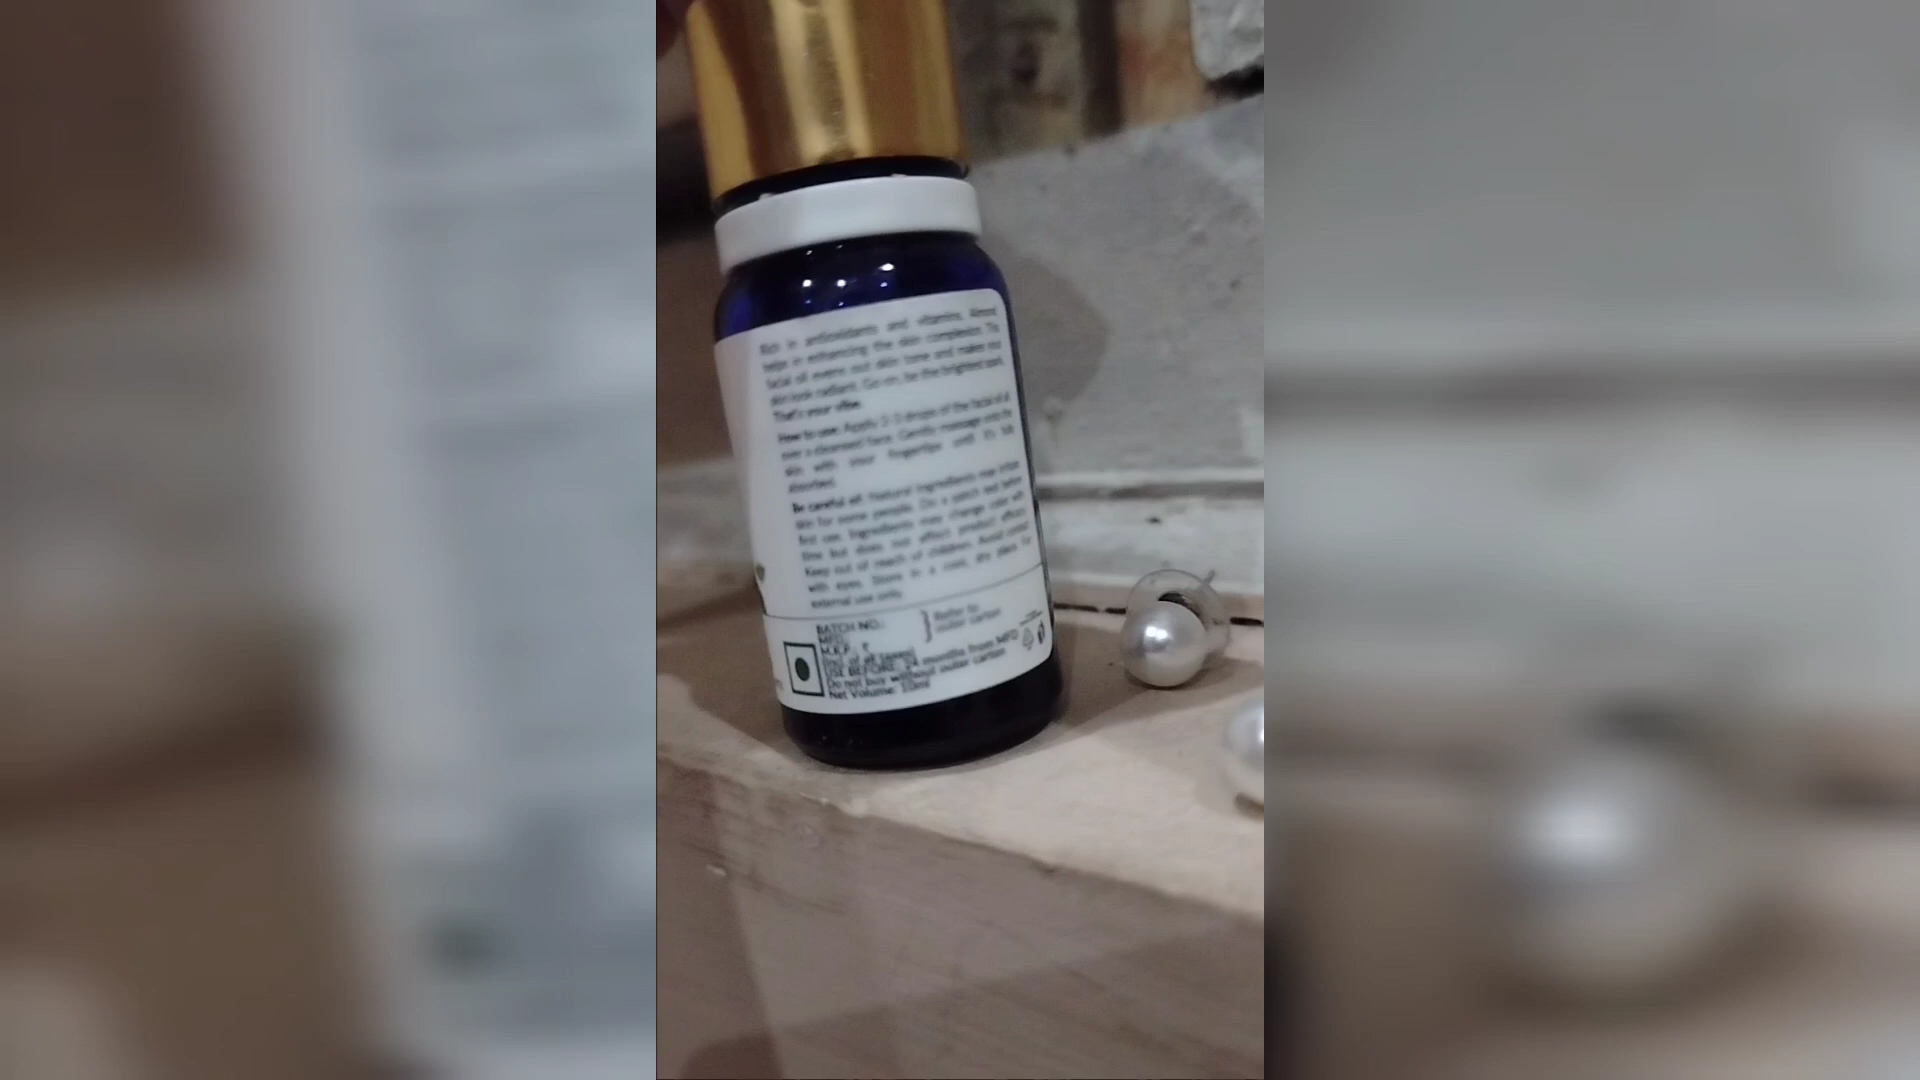 Rich in antioxidants and vitamins, Almond
helps in enhancing the skin complexion. This
facial oil evens out skin tone and makes our
skin look radiant. Go on, be the brightest
That's your vibe.
How to use: Apply 2-3 drops of the facial oil
over a cleansed face. Gently massage into the
skin with your fingertips until it's
absorbed.
Be careful of: Natural ingredients may irritate
skin for some people. Do a patch test before
first use. Ingredients may change color with
time but does not affect product efficacy.
Keep out of reach of children. Avoid contact
with eyes. Store in a cool, dry place. For
external use only.
BATCH NO.:
MFD.:
M.R.P.: ₹
(incl. of all taxes)
} Refer to
outer carton
USE BEFORE: 24 months from MFD
Do not buy without outer carton
Net Volume: 10ml